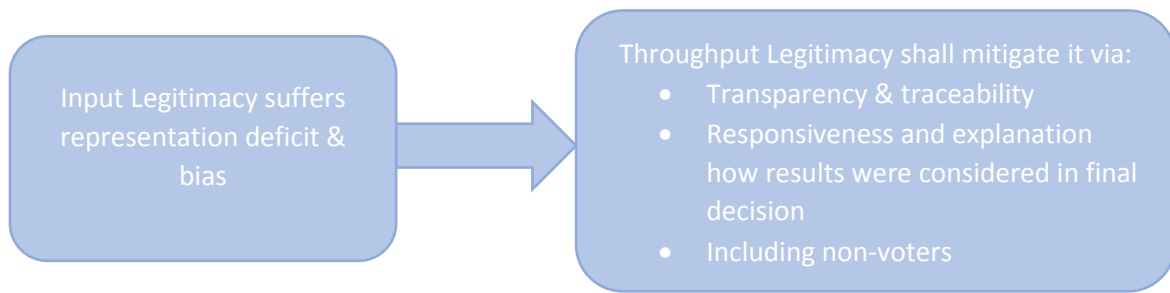 Input Legitimacy suffers
representation deficit &
bias
Throughput Legitimacy shall mitigate it via:
• Transparency & traceability
• Responsiveness and explanation
how results were considered in final
decision
• Including non-voters